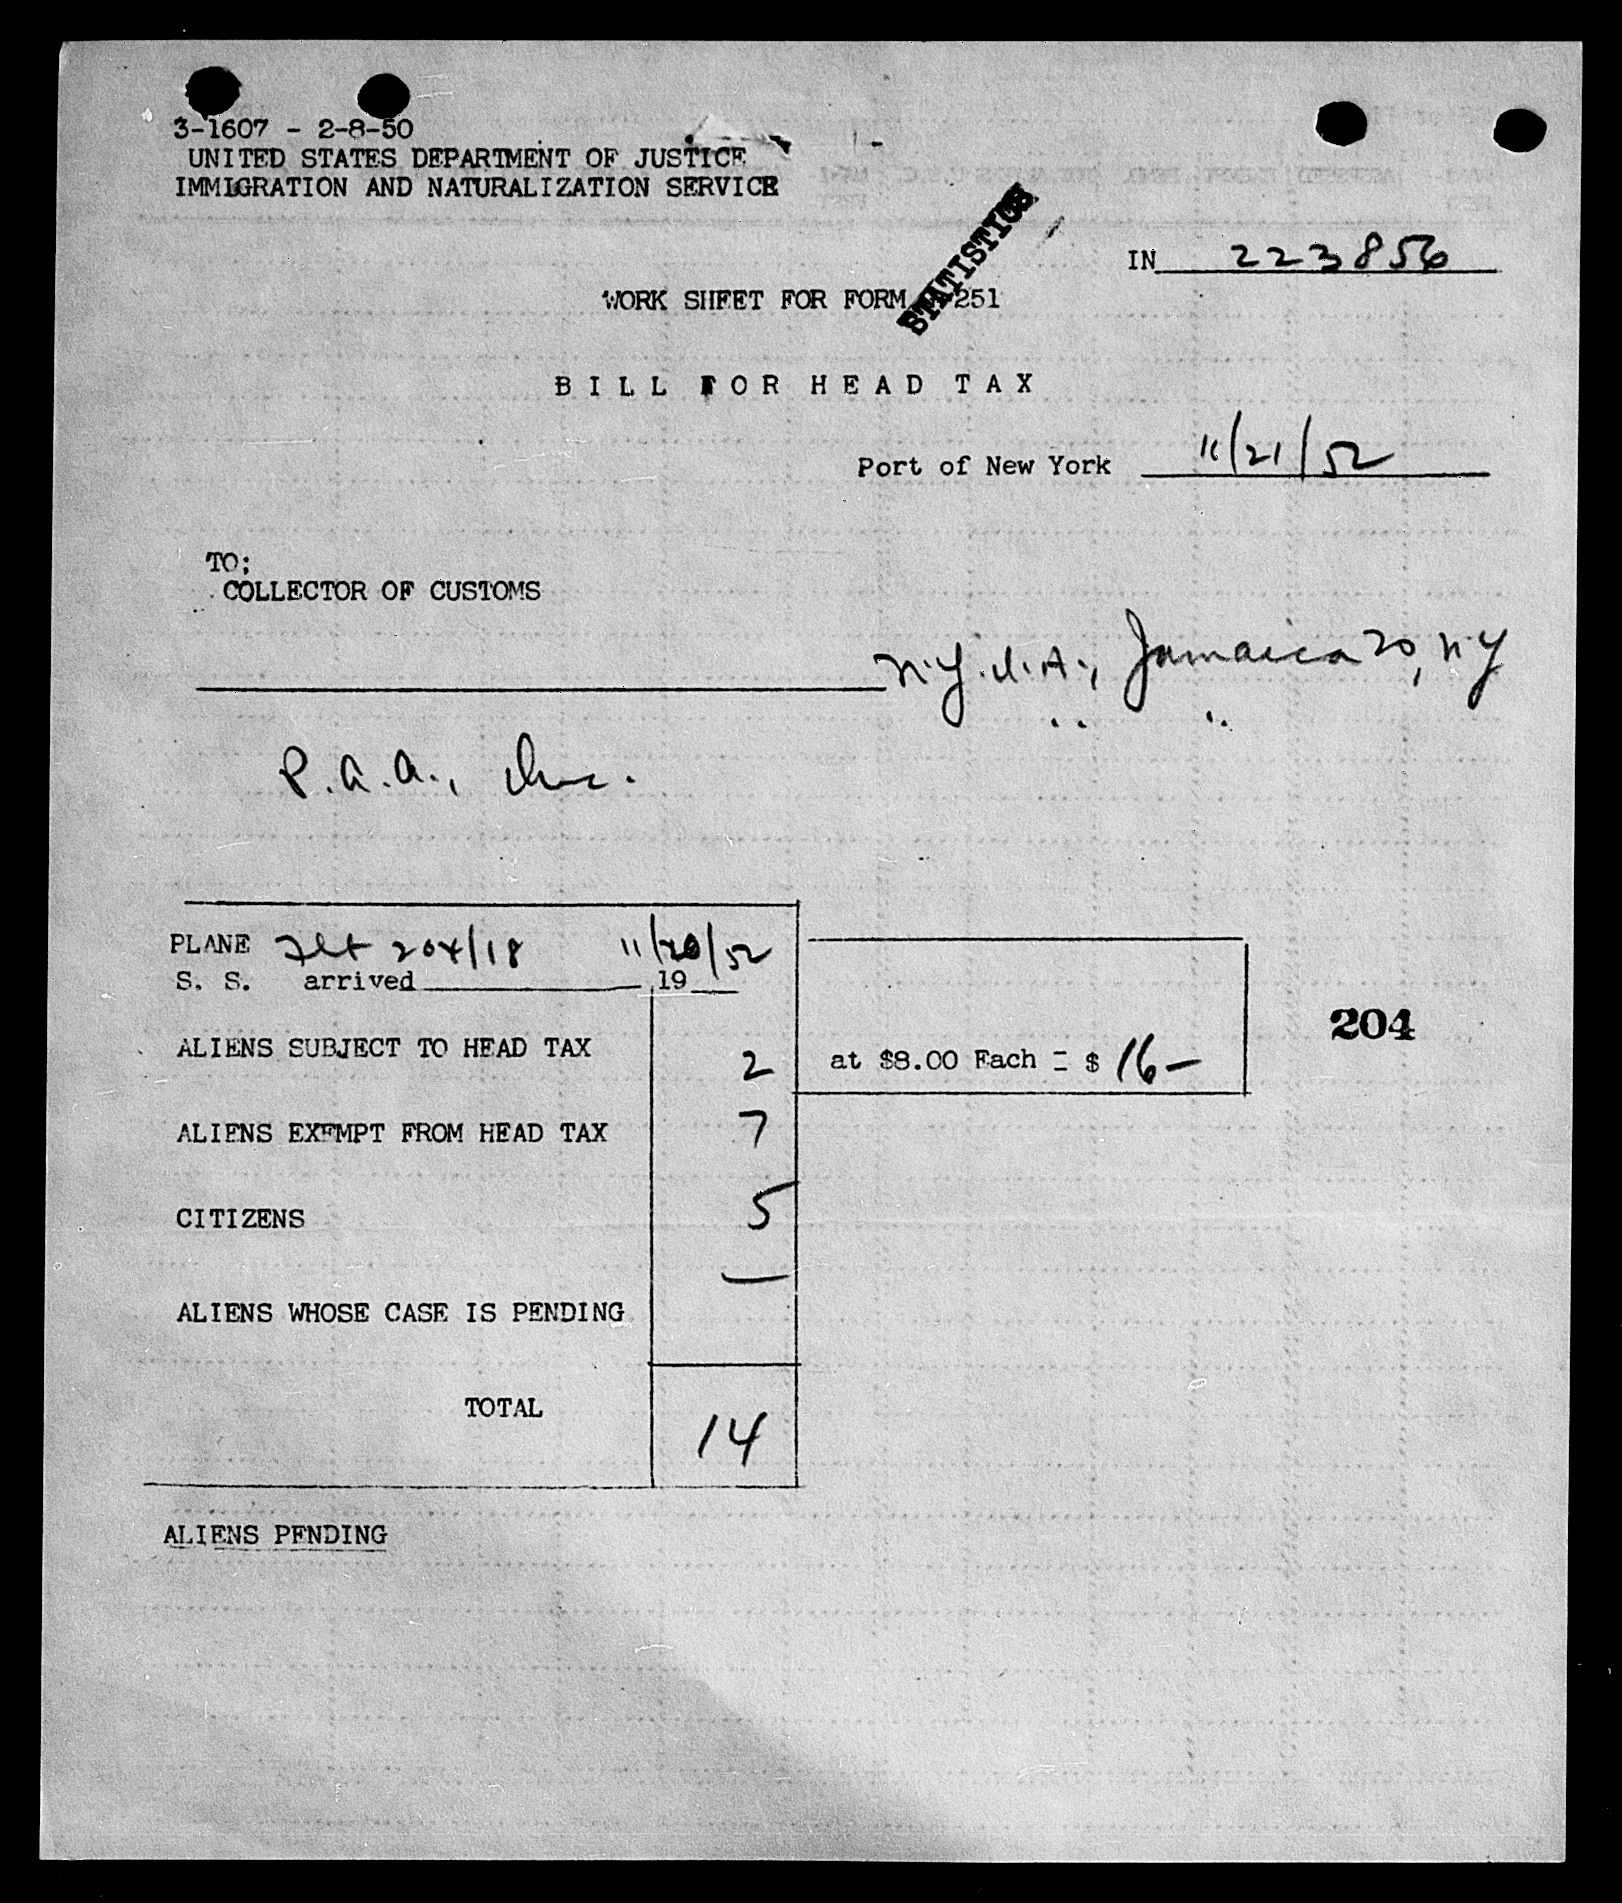 3-1607 - 2-8-50
UNITED STATES DEPARTMENT OF JUSTICE
IMMIGRATION AND NATURALIZATION SERVICE
STATISTICS
IN 223856
WORK SHEET FOR FORM 251
BILL FOR HEAD TAX
Port of New York 11/21/52
TO:
COLLECTOR OF CUSTOMS
N.Y.I.A., Jamaica 30, N.Y
P.A.A., Inc.
PLANE Flt 204/18 11/20/52
S. S. arrived , 19
ALIENS SUBJECT TO HEAD TAX 2 at $8.00 Each = $ 16-
204
ALIENS EXEMPT FROM HEAD TAX 7
CITIZENS 5
—
ALIENS WHOSE CASE IS PENDING
TOTAL 14
ALIENS PENDING